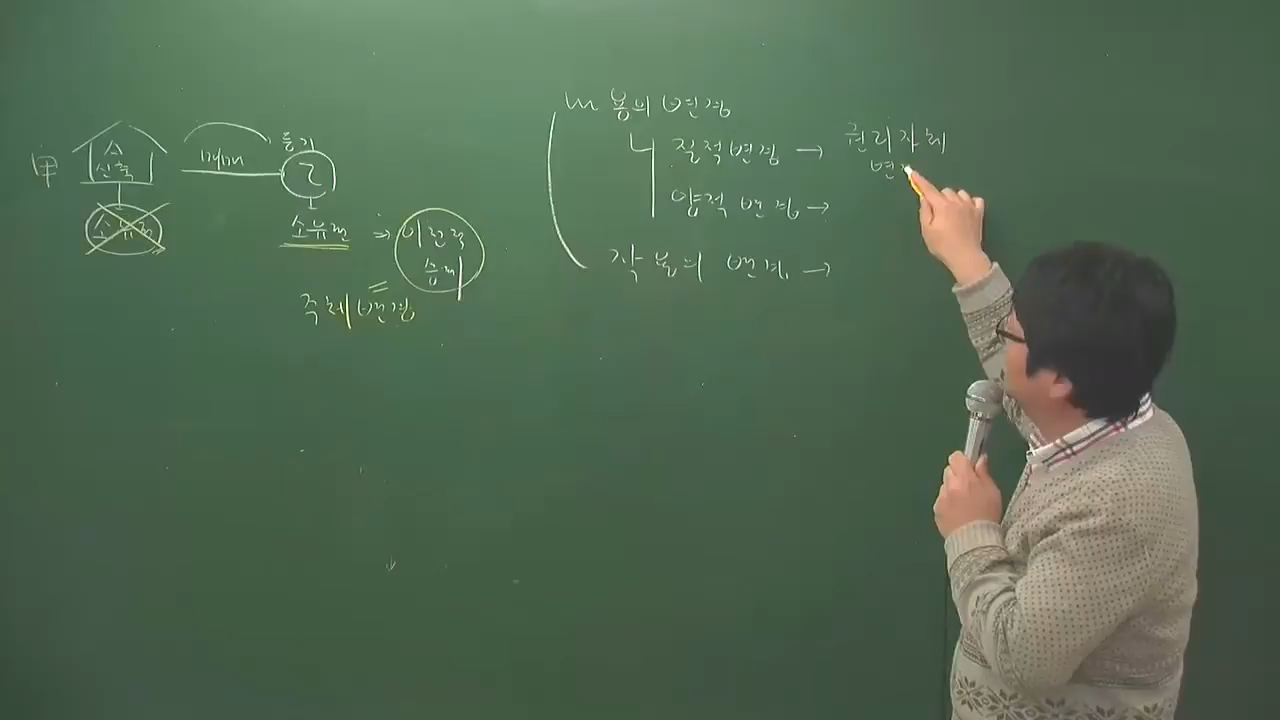 甲
신축
매매
등기
乙
소유권
소유권
⇒ 이전적
승계
=
주체변경
내용의 변경
질적변경 → 권리자체
변
양적 변경 →
작용의 변경 →